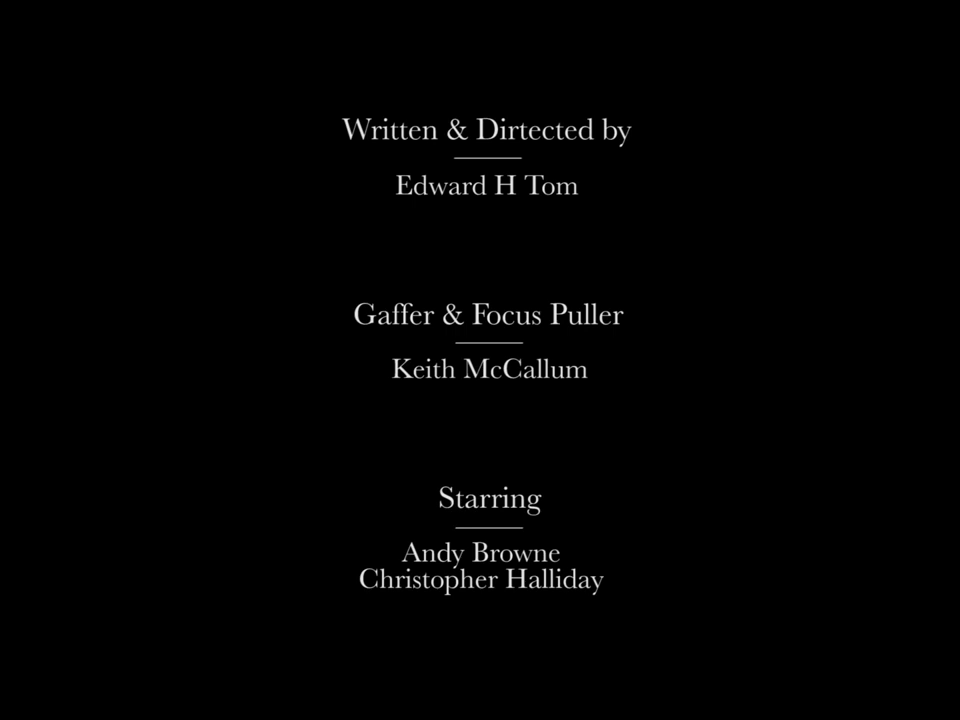 Written & Dirtected by
Edward H Tom
Gaffer & Focus Puller
Keith McCallum
Starring
Andy Browne
Christopher Halliday